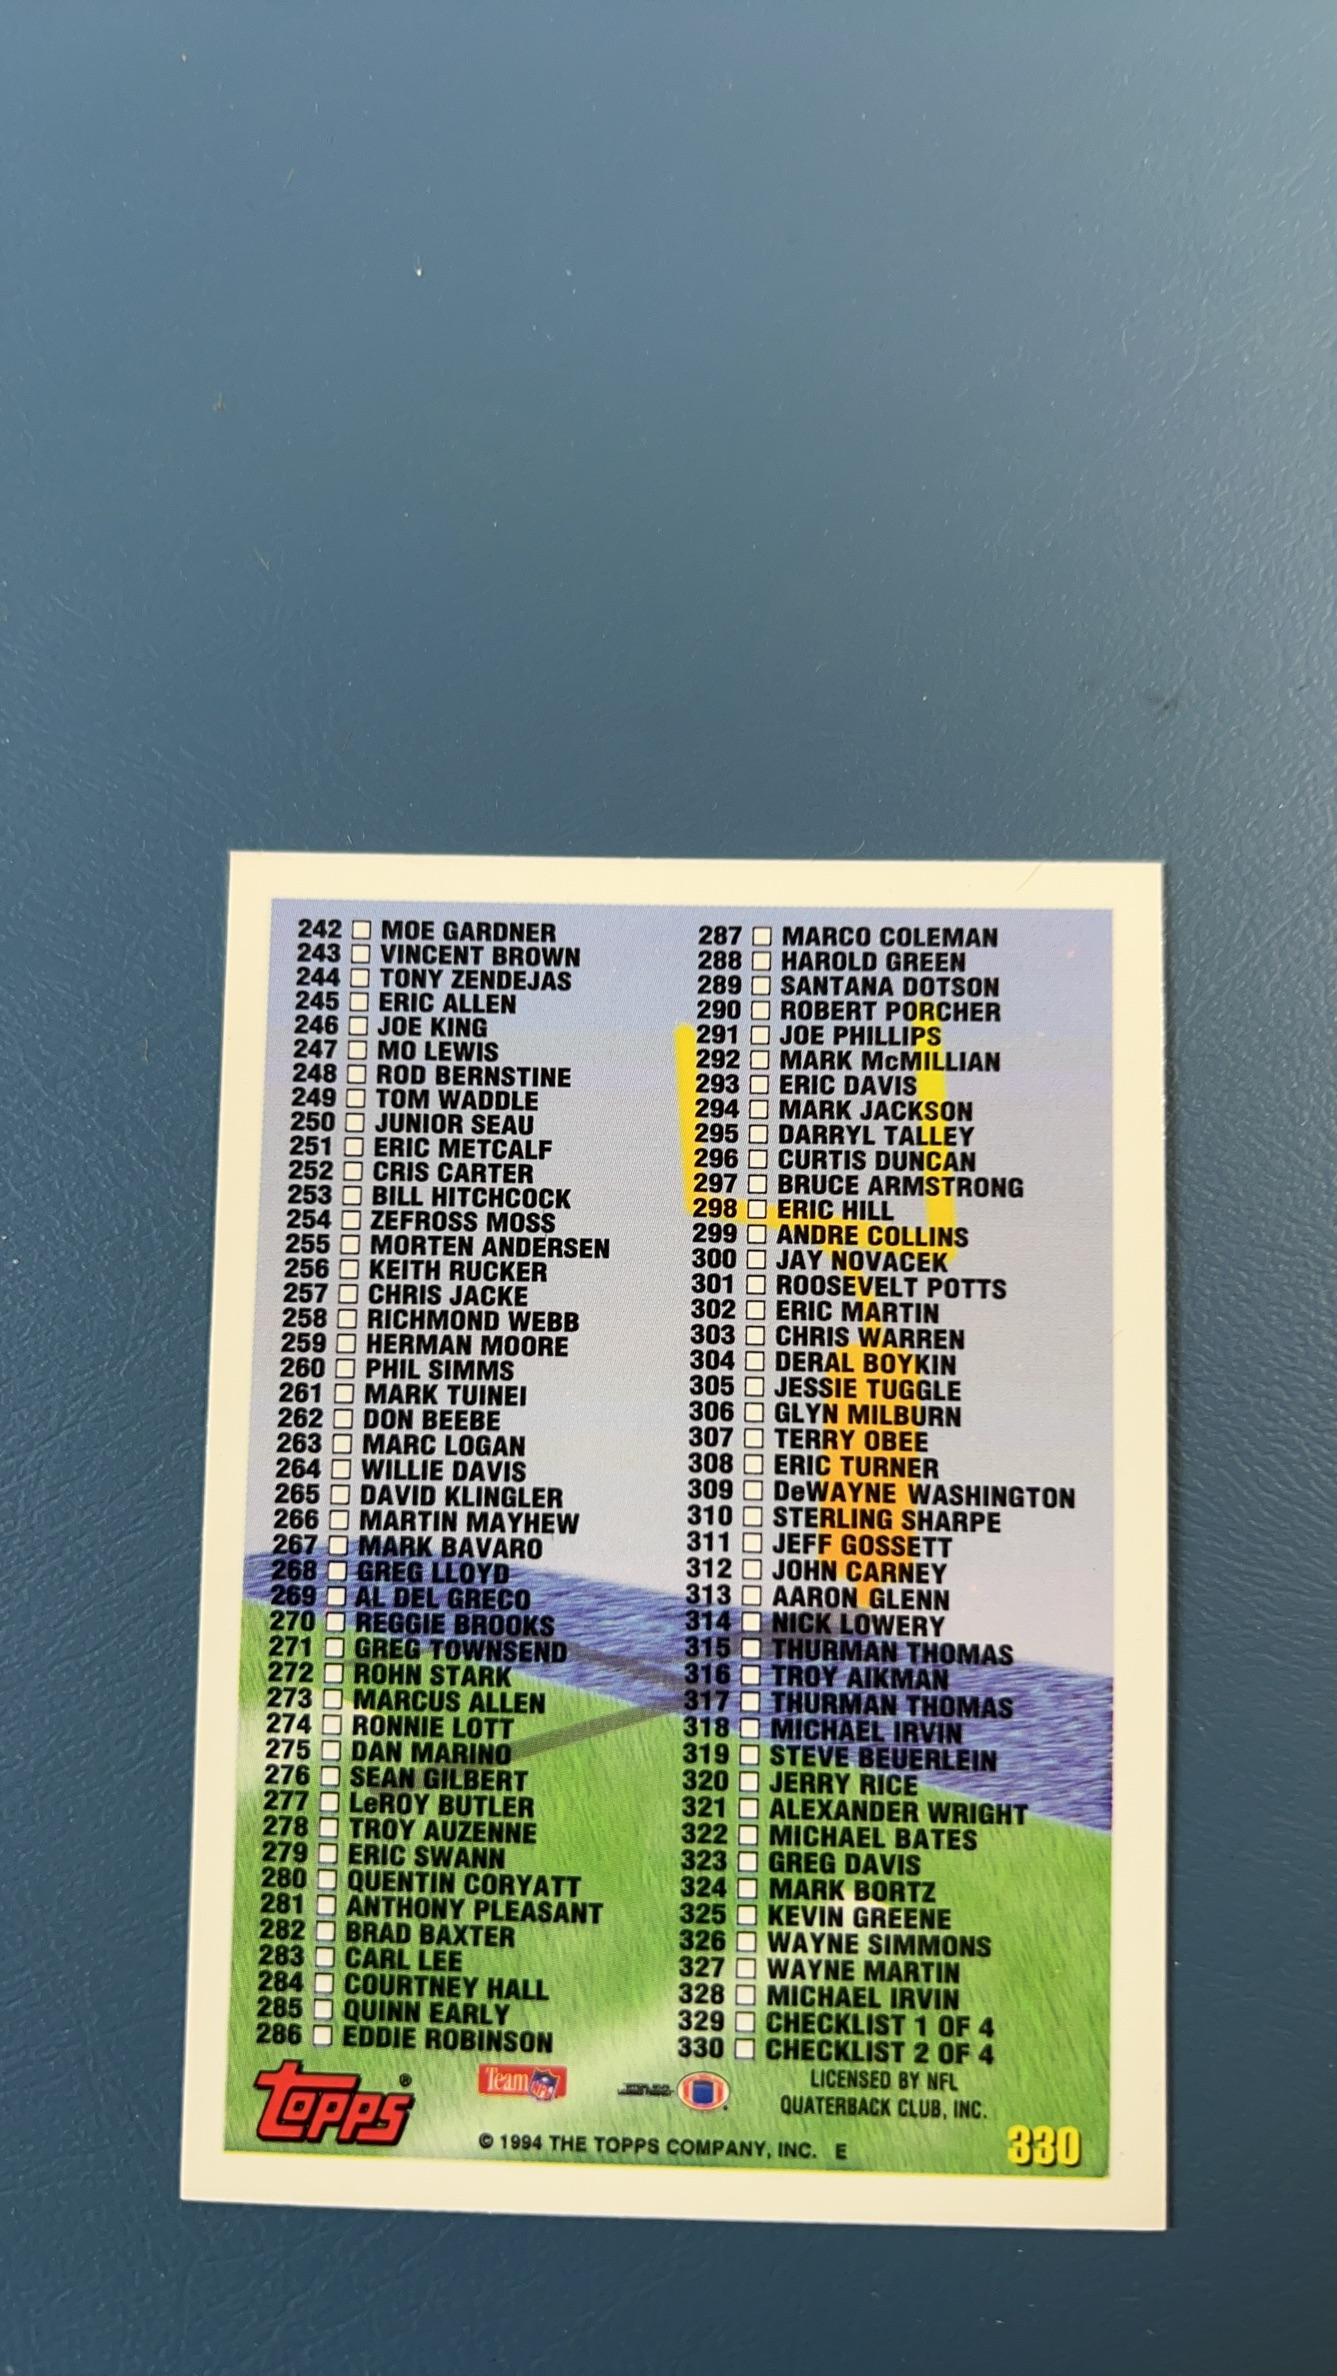 242 MOE GARDNER
243 VINCENT BROWN
244 TONY ZENDEJAS
245 ERIC ALLEN
246 JOE KING
247 MO LEWIS
248 ROD BERNSTINE
249 TOM WADDLE
250 JUNIOR SEAU
251 ERIC METCALF
252 CRIS CARTER
253 BILL HITCHCOCK
254 ZEFROSS MOSS
255 MORTEN ANDERSEN
256 KEITH RUCKER
257 CHRIS JACKE
258 RICHMOND WEBB
259 HERMAN MOORE
260 PHIL SIMMS
261 MARK TUINEI
262 DON BEEBE
263 MARC LOGAN
264 WILLIE DAVIS
265 DAVID KLINGLER
266 MARTIN MAYHEW
267 MARK BAVARO
268 GREG LLOYD
269 AL DEL GRECO
270 REGGIE BROOKS
271 GREG TOWNSEND
272 ROHN STARK
273 MARCUS ALLEN
274 RONNIE LOTT
275 DAN MARINO
276 SEAN GILBERT
277 LeROY BUTLER
278 TROY AUZENNE
279 ERIC SWANN
280 QUENTIN CORYATT
281 ANTHONY PLEASANT
282 BRAD BAXTER
283 CARL LEE
284 COURTNEY HALL
285 QUINN EARLY
286 EDDIE ROBINSON
287 MARCO COLEMAN
288 HAROLD GREEN
289 SANTANA DOTSON
290 ROBERT PORCHER
291 JOE PHILLIPS
292 MARK McMILLIAN
293 ERIC DAVIS
294 MARK JACKSON
295 DARRYL TALLEY
296 CURTIS DUNCAN
297 BRUCE ARMSTRONG
298 ERIC HILL
299 ANDRE COLLINS
300 JAY NOVACEK
301 ROOSEVELT POTTS
302 ERIC MARTIN
303 CHRIS WARREN
304 DERAL BOYKIN
305 JESSIE TUGGLE
306 GLYN MILBURN
307 TERRY OBEE
308 ERIC TURNER
309 DeWAYNE WASHINGTON
310 STERLING SHARPE
311 JEFF GOSSETT
312 JOHN CARNEY
313 AARON GLENN
314 NICK LOWERY
315 THURMAN THOMAS
316 TROY AIKMAN
317 THURMAN THOMAS
318 MICHAEL IRVIN
319 STEVE BEUERLEIN
320 JERRY RICE
321 ALEXANDER WRIGHT
322 MICHAEL BATES
323 GREG DAVIS
324 MARK BORTZ
325 KEVIN GREENE
326 WAYNE SIMMONS
327 WAYNE MARTIN
328 MICHAEL IRVIN
329 CHECKLIST 1 OF 4
330 CHECKLIST 2 OF 4
TOPPS ®
Team NFL
LICENSED BY NFL
QUATERBACK CLUB, INC.
© 1994 THE TOPPS COMPANY, INC. E
330